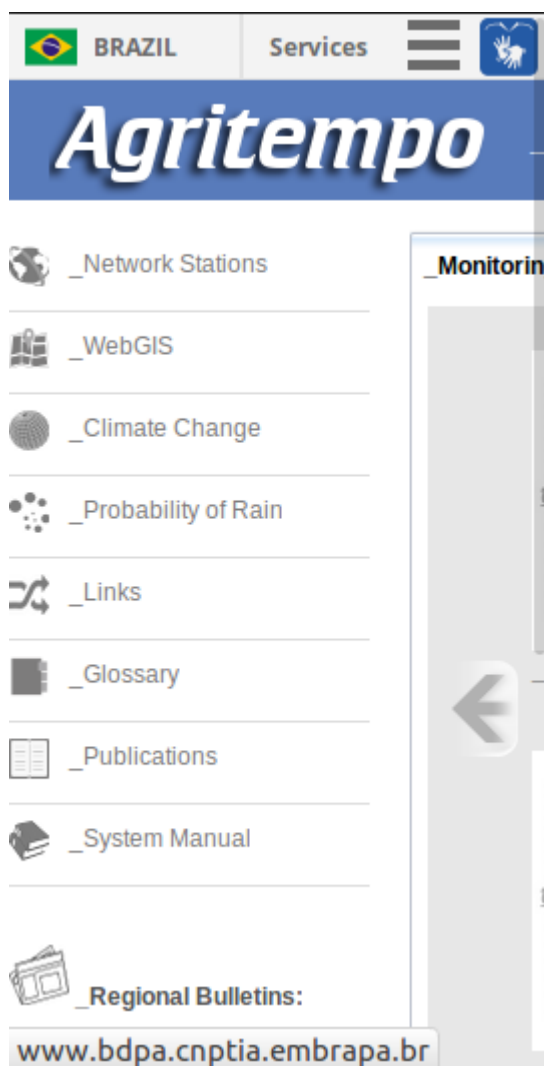 BRAZIL Services
Agritempo
_Network Stations
_Monitorin
_WebGIS
_Climate Change
_Probability of Rain
_Links
_Glossary
_Publications
_System Manual
_Regional Bulletins:
www.bdpa.cnptia.embrapa.br